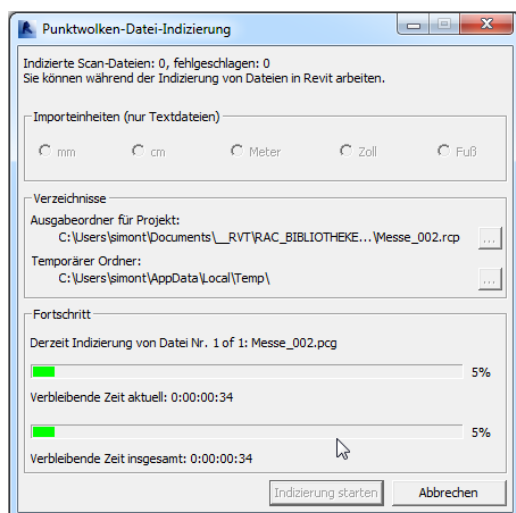 Punktwolken-Datei-Indizierung
Indizierte Scan-Dateien: 0, fehlgeschlagen: 0
Sie können während der Indizierung von Dateien in Revit arbeiten.
Importeinheiten (nur Textdateien)
mm cm Meter Zoll Fuß
Verzeichnisse
Ausgabeordner für Projekt:
C:\Users\simont\Documents\__RVT\RAC_BIBLIOTHEKE...\Messe_002.rcp ...
Temporärer Ordner:
C:\Users\simont\AppData\Local\Temp\ ...
Fortschritt
Derzeit Indizierung von Datei Nr. 1 of 1: Messe_002.pcg
5%
Verbleibende Zeit aktuell: 0:00:00:34
5%
Verbleibende Zeit insgesamt: 0:00:00:34
Indizierung starten Abbrechen